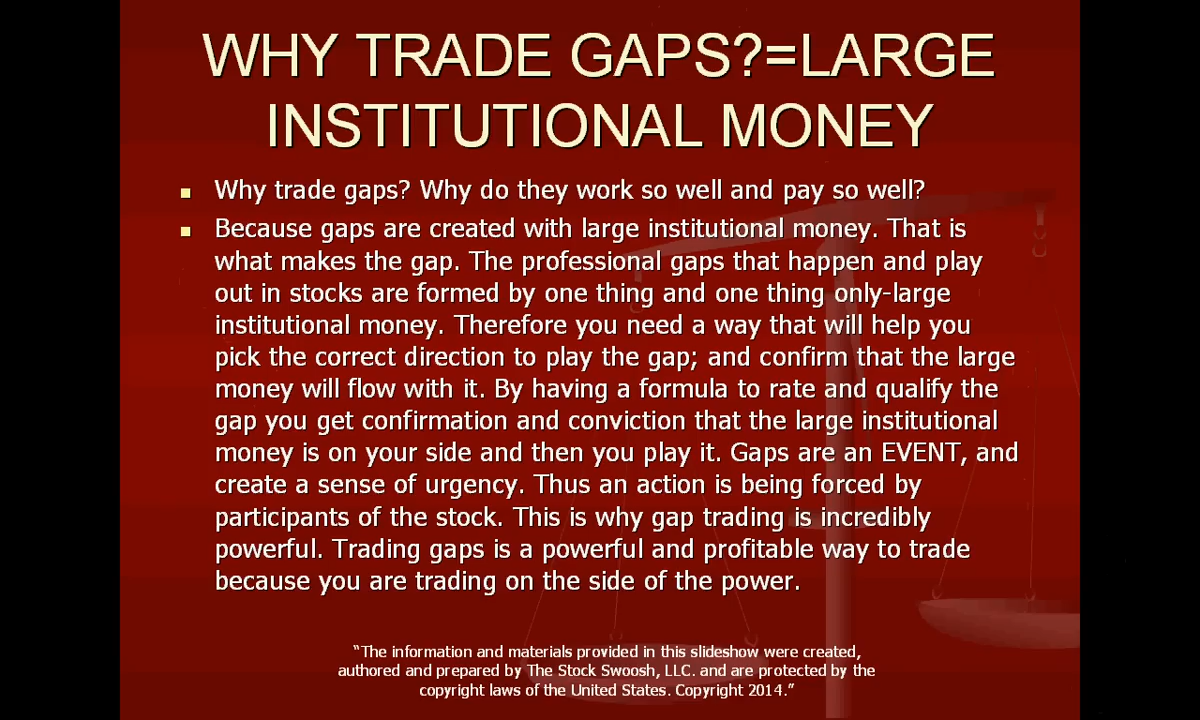 WHY TRADE GAPS?=LARGE
INSTITUTIONAL MONEY
Why trade gaps? Why do they work so well and pay so well?
Because gaps are created with large institutional money. That is
what makes the gap. The professional gaps that happen and play
out in stocks are formed by one thing and one thing only-large
institutional money. Therefore you need a way that will help you
pick the correct direction to play the gap; and confirm that the large
money will flow with it. By having a formula to rate and qualify the
gap you get confirmation and conviction that the large institutional
money is on your side and then you play it. Gaps are an EVENT, and
create a sense of urgency. Thus an action is being forced by
participants of the stock. This is why gap trading is incredibly
powerful. Trading gaps is a powerful and profitable way to trade
because you are trading on the side of the power.
“The information and materials provided in this slideshow were created,
authored and prepared by The Stock Swoosh, LLC. and are protected by the
copyright laws of the United States. Copyright 2014.”